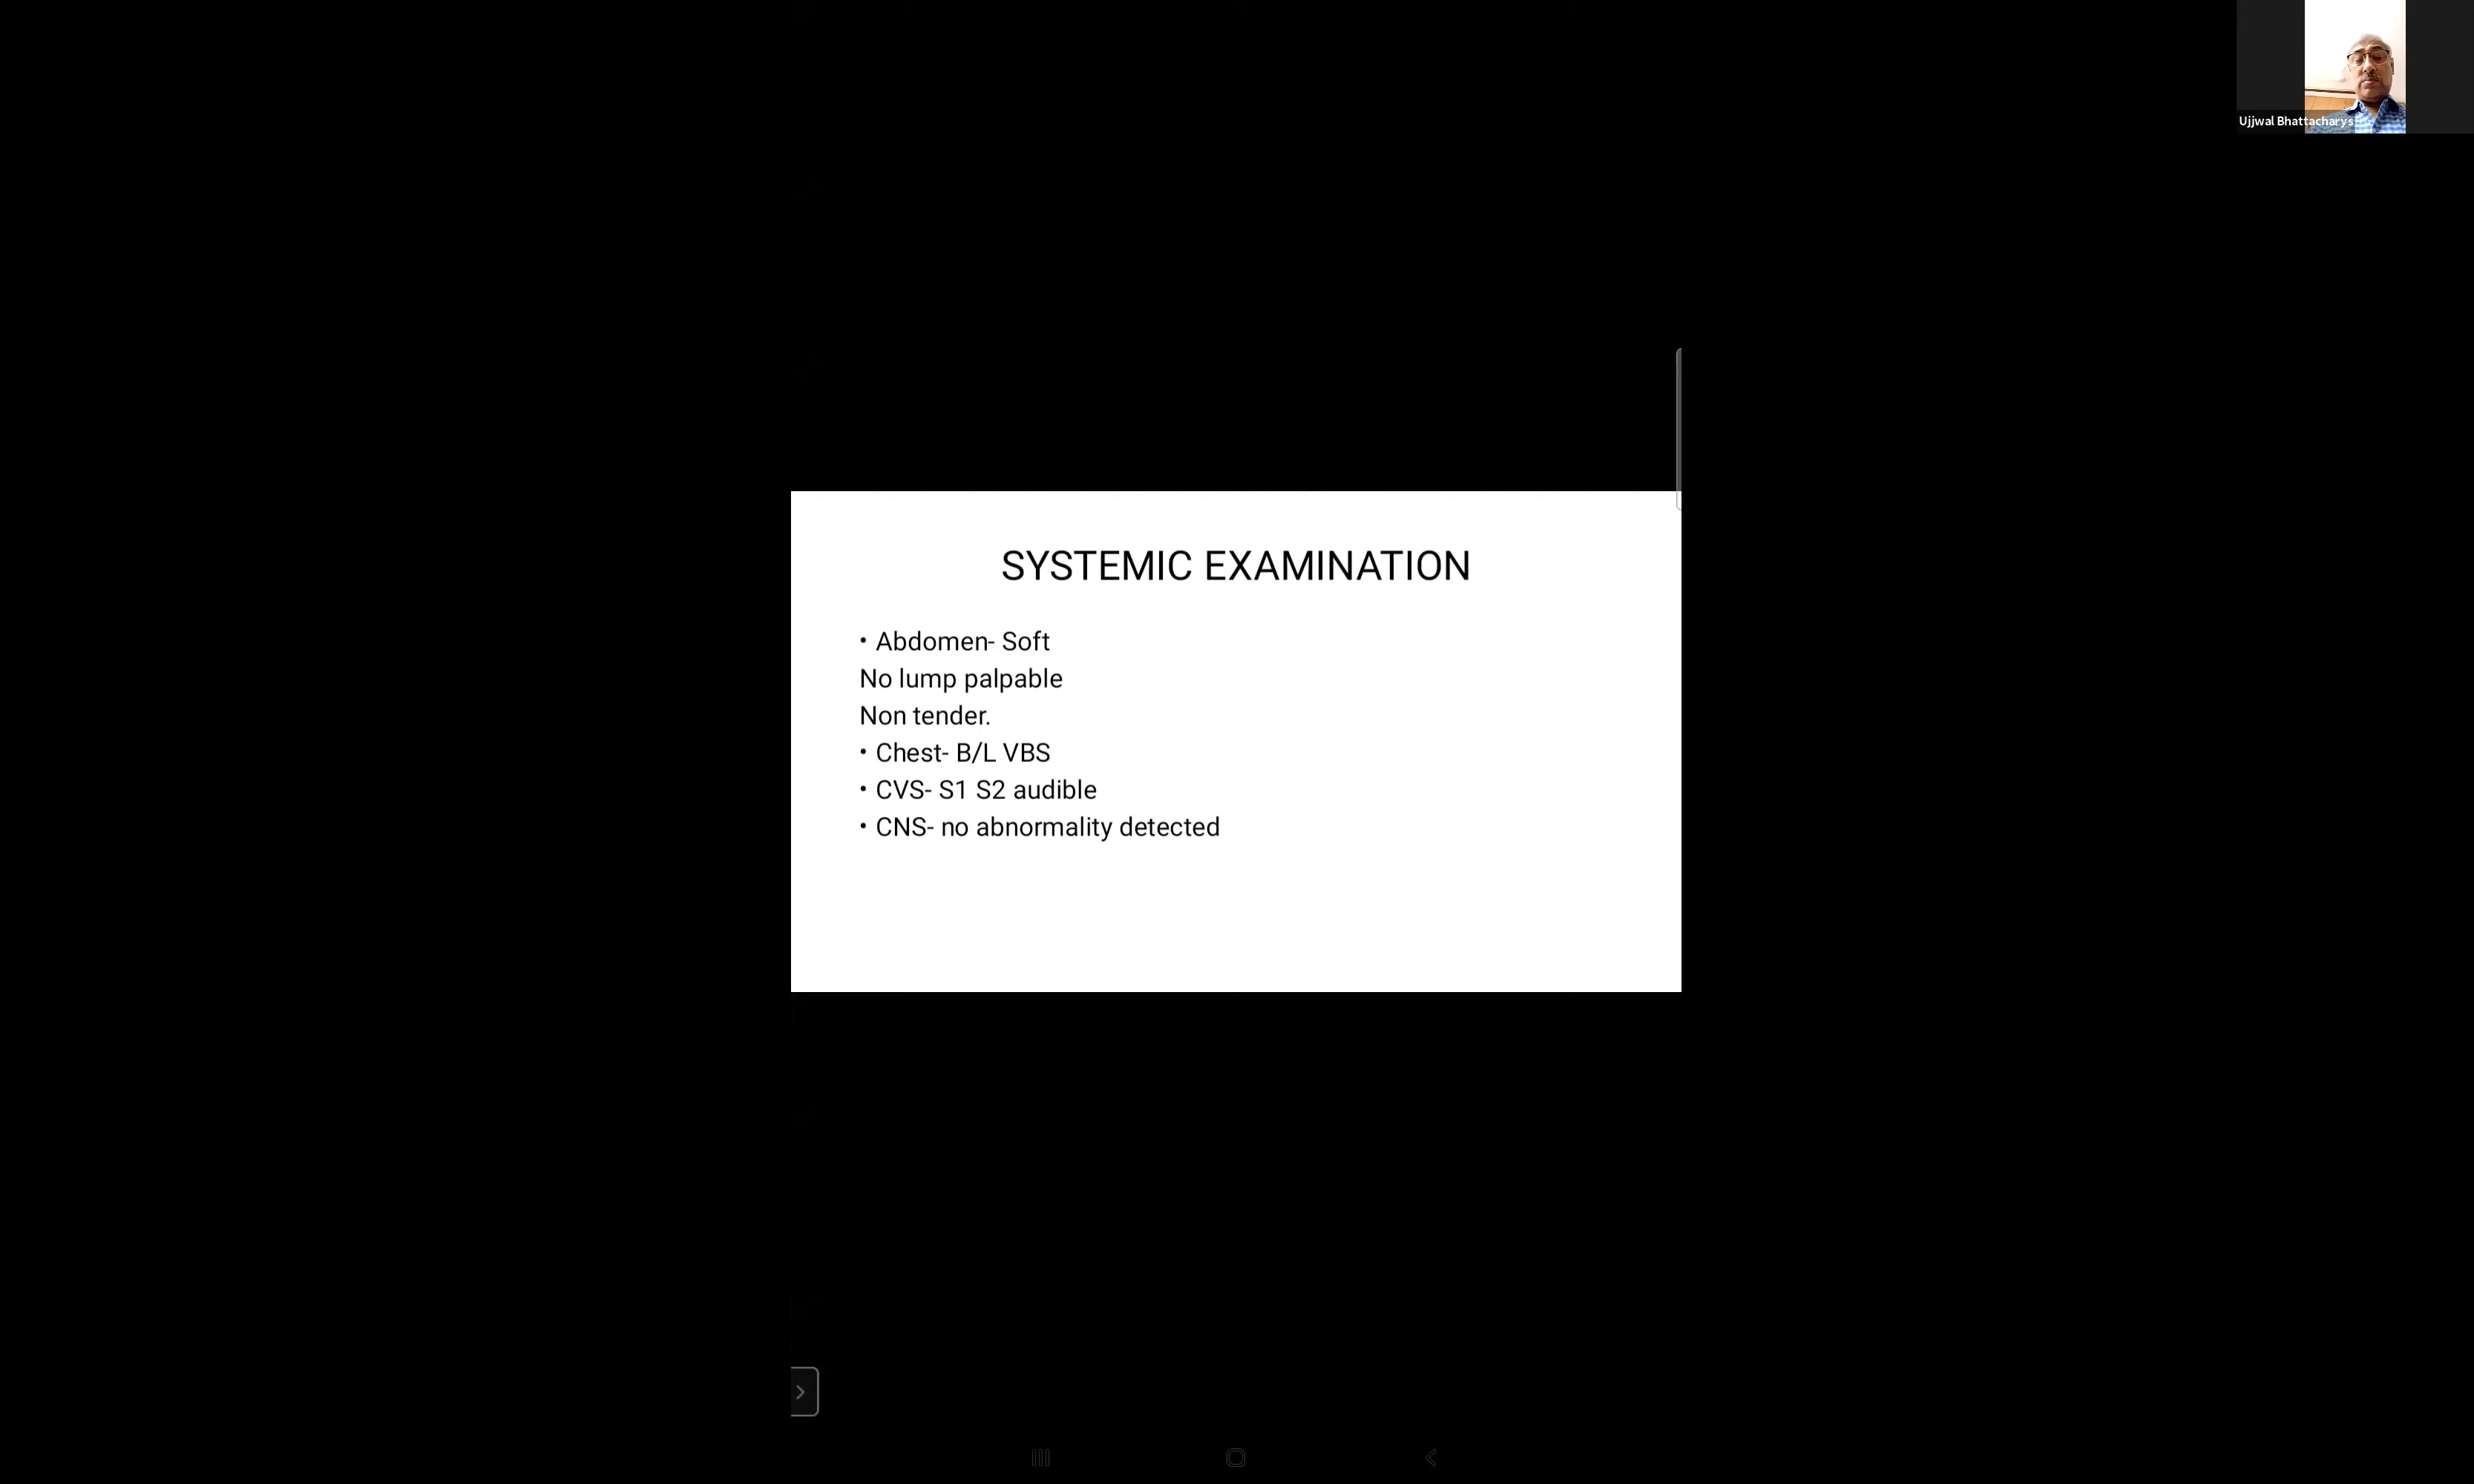 Ujjwal Bhattacharys
SYSTEMIC EXAMINATION
• Abdomen- Soft
No lump palpable
Non tender.
• Chest- B/L VBS
• CVS- S1 S2 audible
• CNS- no abnormality detected